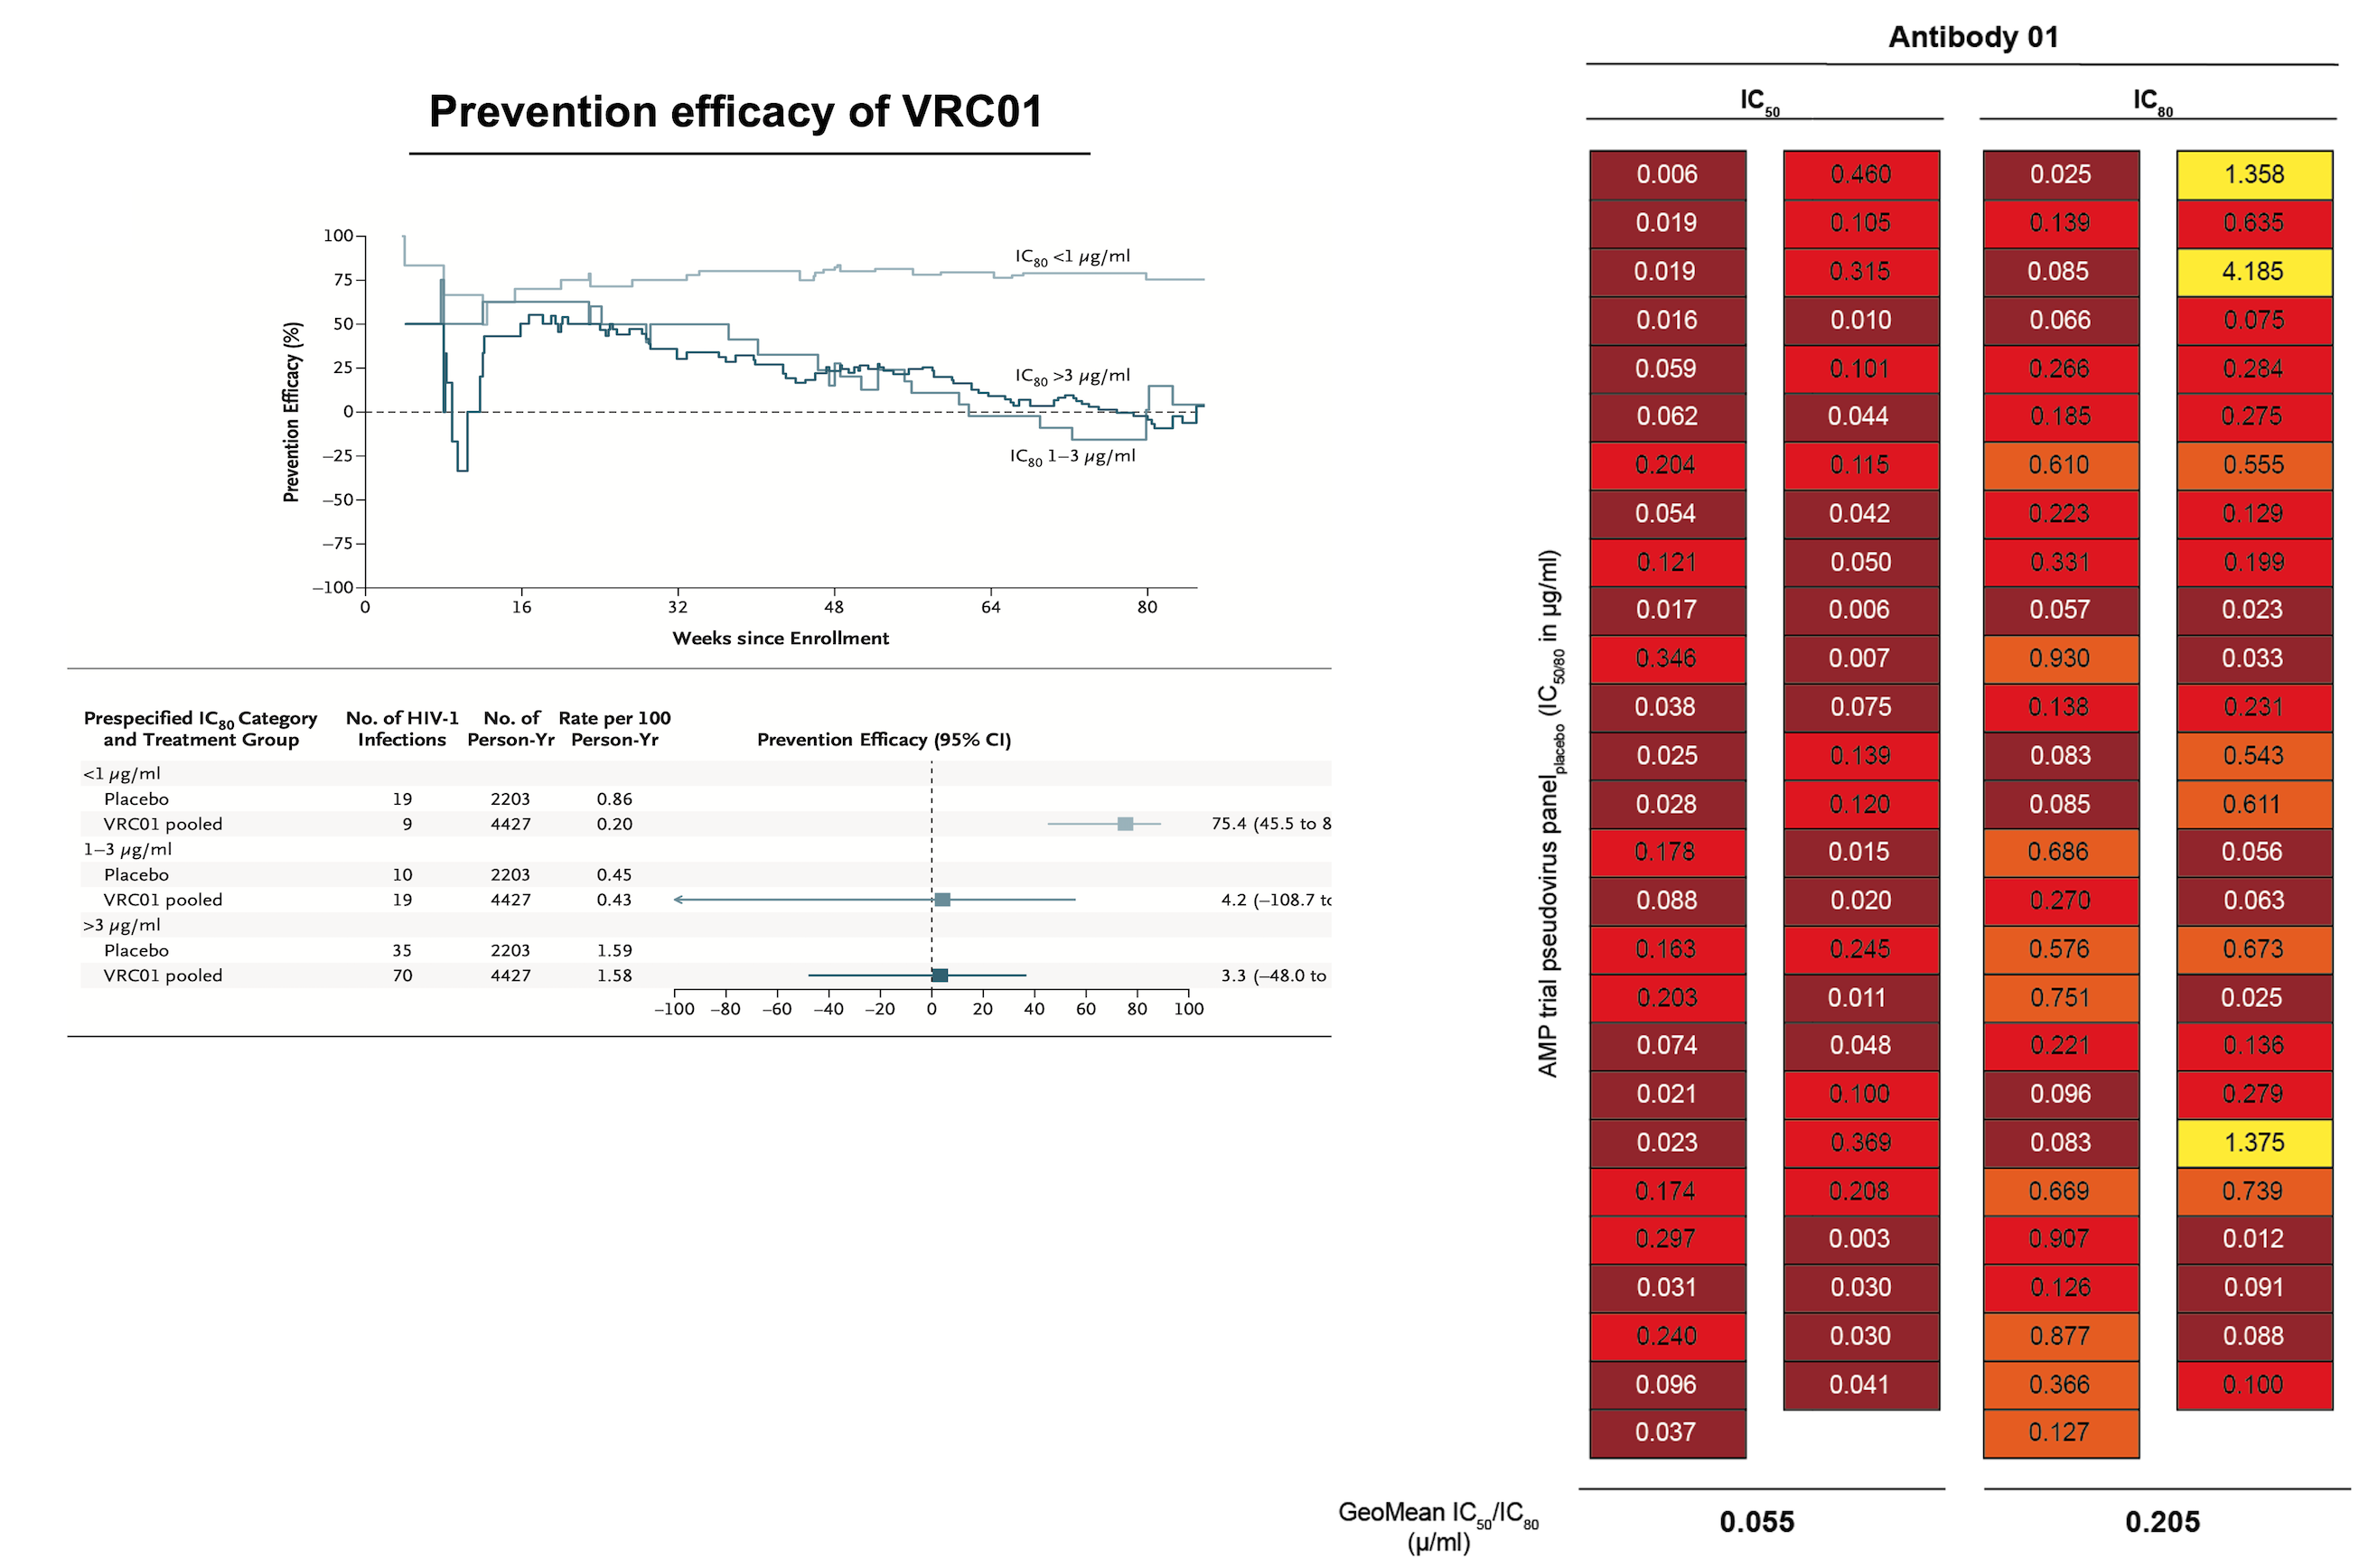 Prevention efficacy of VRC01
100
75
50
25
0
−25
−50
−75
−100
Prevention Efficacy (%)
IC80 <1 µg/ml
IC80 >3 µg/ml
IC80 1–3 µg/ml
0 16 32 48 64 80
Weeks since Enrollment
Prespecified IC80 Category and Treatment Group No. of HIV-1 Infections No. of Person-Yr Rate per 100 Person-Yr Prevention Efficacy (95% CI)
<1 µg/ml
Placebo 19 2203 0.86
VRC01 pooled 9 4427 0.20 75.4 (45.5 to 8
1–3 µg/ml
Placebo 10 2203 0.45
VRC01 pooled 19 4427 0.43 4.2 (−108.7 to
>3 µg/ml
Placebo 35 2203 1.59
VRC01 pooled 70 4427 1.58 3.3 (−48.0 to
−100 −80 −60 −40 −20 0 20 40 60 80 100
Antibody 01
IC50 IC80
AMP trial pseudovirus panelplacebo (IC50/80 in µg/ml)
0.006 0.460 0.025 1.358
0.019 0.105 0.139 0.635
0.019 0.315 0.085 4.185
0.016 0.010 0.066 0.075
0.059 0.101 0.266 0.284
0.062 0.044 0.185 0.275
0.204 0.115 0.610 0.555
0.054 0.042 0.223 0.129
0.121 0.050 0.331 0.199
0.017 0.006 0.057 0.023
0.346 0.007 0.930 0.033
0.038 0.075 0.138 0.231
0.025 0.139 0.083 0.543
0.028 0.120 0.085 0.611
0.178 0.015 0.686 0.056
0.088 0.020 0.270 0.063
0.163 0.245 0.576 0.673
0.203 0.011 0.751 0.025
0.074 0.048 0.221 0.136
0.021 0.100 0.096 0.279
0.023 0.369 0.083 1.375
0.174 0.208 0.669 0.739
0.297 0.003 0.907 0.012
0.031 0.030 0.126 0.091
0.240 0.030 0.877 0.088
0.096 0.041 0.366 0.100
0.037 0.127
GeoMean IC50/IC80
(µ/ml)
0.055 0.205